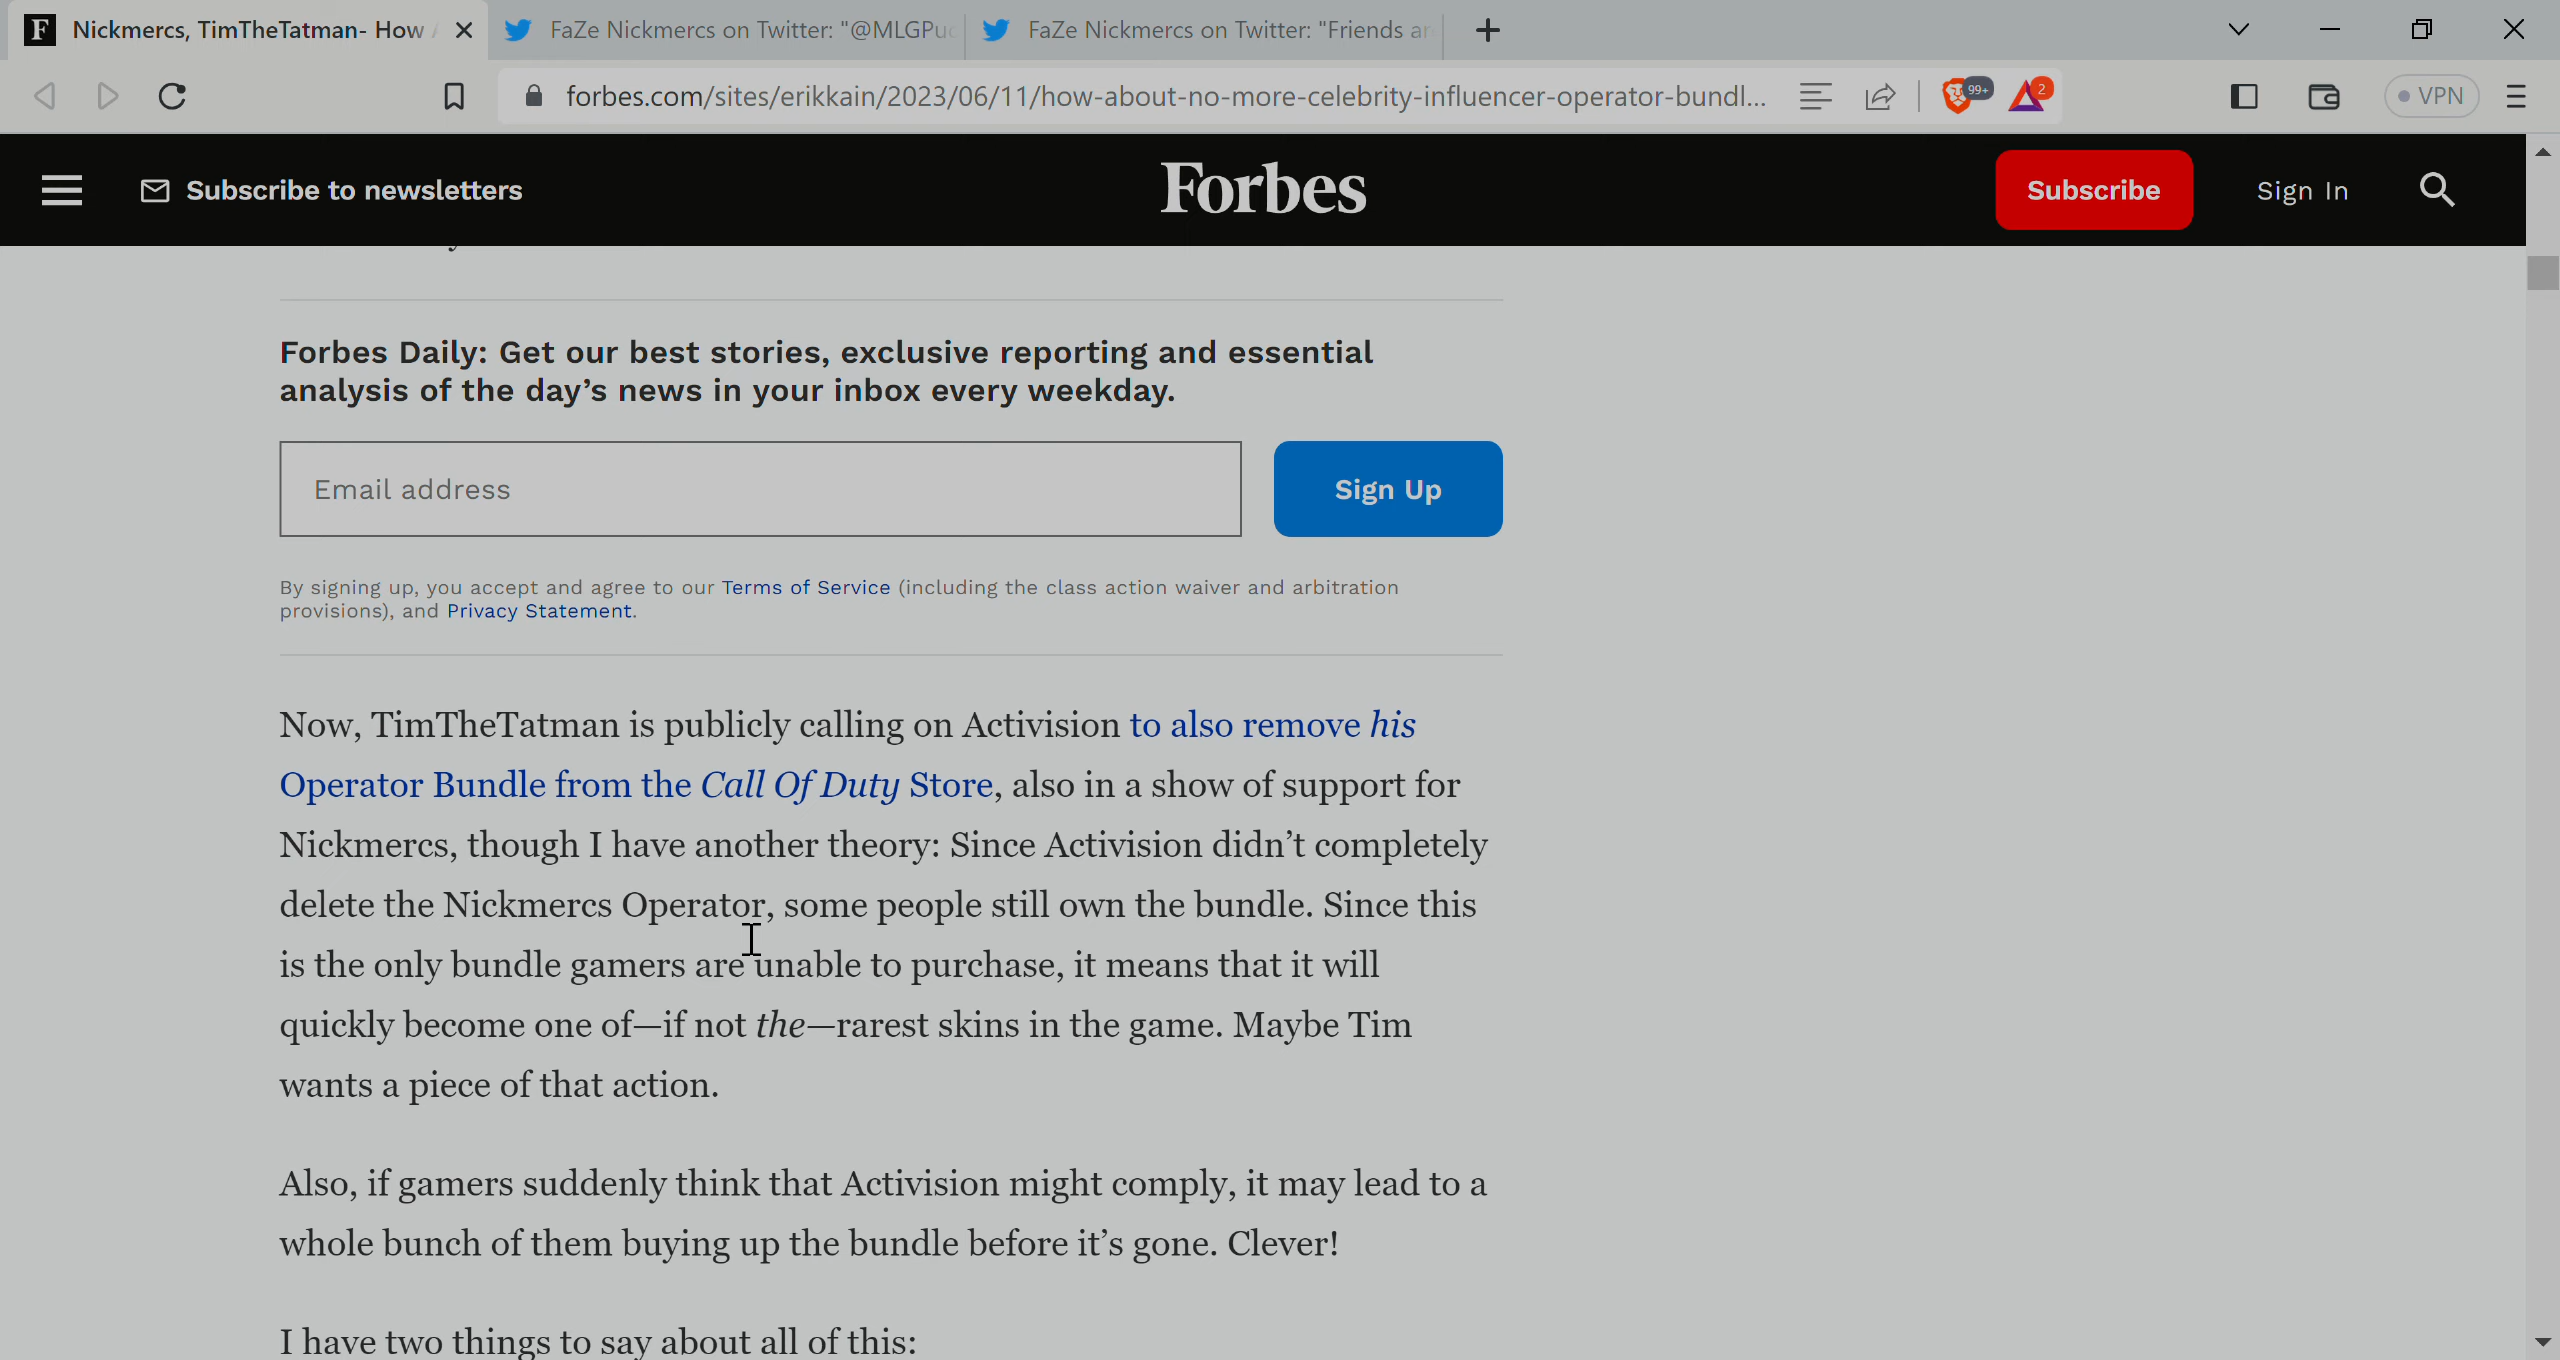 Nickmercs, TimTheTatman- How
FaZe Nickmercs on Twitter: "@MLGPuc
FaZe Nickmercs on Twitter: "Friends ar
forbes.com/sites/erikkain/2023/06/11/how-about-no-more-celebrity-influencer-operator-bundl...
99+
2
VPN
Subscribe to newsletters
Forbes
Subscribe
Sign In
Forbes Daily: Get our best stories, exclusive reporting and essential
analysis of the day’s news in your inbox every weekday.
Email address
Sign Up
By signing up, you accept and agree to our Terms of Service (including the class action waiver and arbitration
provisions), and Privacy Statement.
Now, TimTheTatman is publicly calling on Activision to also remove his
Operator Bundle from the Call Of Duty Store, also in a show of support for
Nickmercs, though I have another theory: Since Activision didn’t completely
delete the Nickmercs Operator, some people still own the bundle. Since this
is the only bundle gamers are unable to purchase, it means that it will
quickly become one of—if not the—rarest skins in the game. Maybe Tim
wants a piece of that action.
Also, if gamers suddenly think that Activision might comply, it may lead to a
whole bunch of them buying up the bundle before it’s gone. Clever!
I have two things to say about all of this: